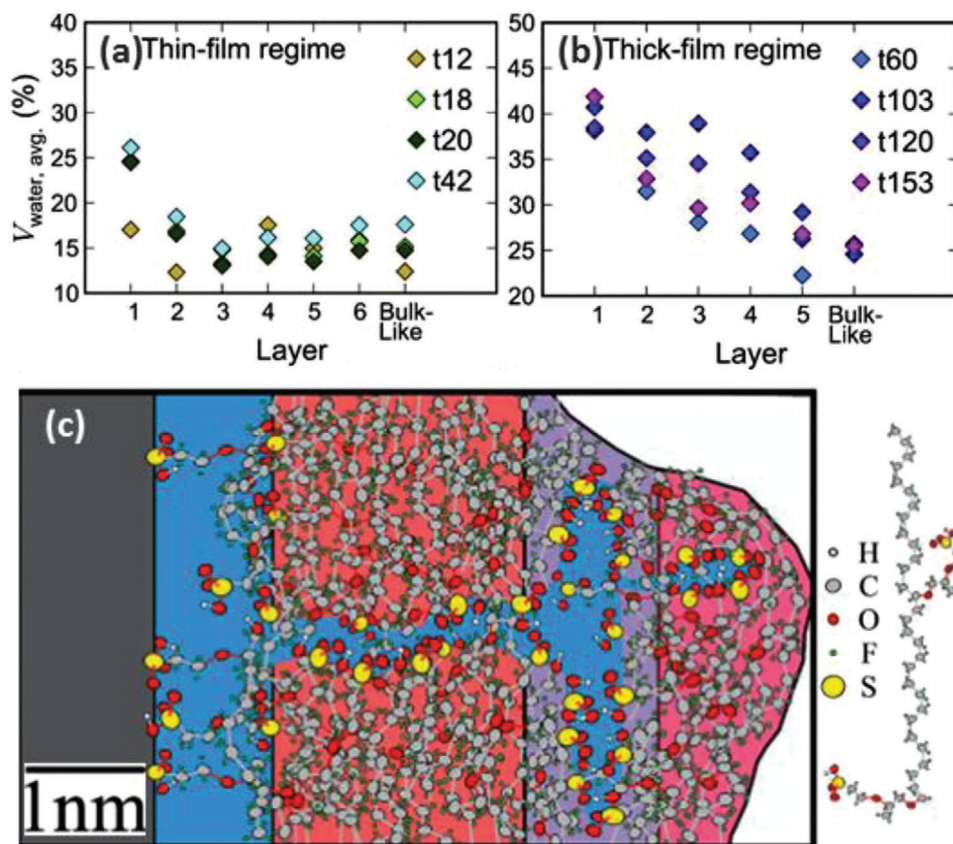 (a) Thin-film regime
t12
t18
t20
t42
V water, avg. (%)
40
35
30
25
20
15
10
1 2 3 4 5 6 Bulk-
Like
Layer
(b) Thick-film regime
t60
t103
t120
t153
50
45
40
35
30
25
20
1 2 3 4 5 Bulk-
Like
Layer
(c)
1nm
H
C
O
F
S